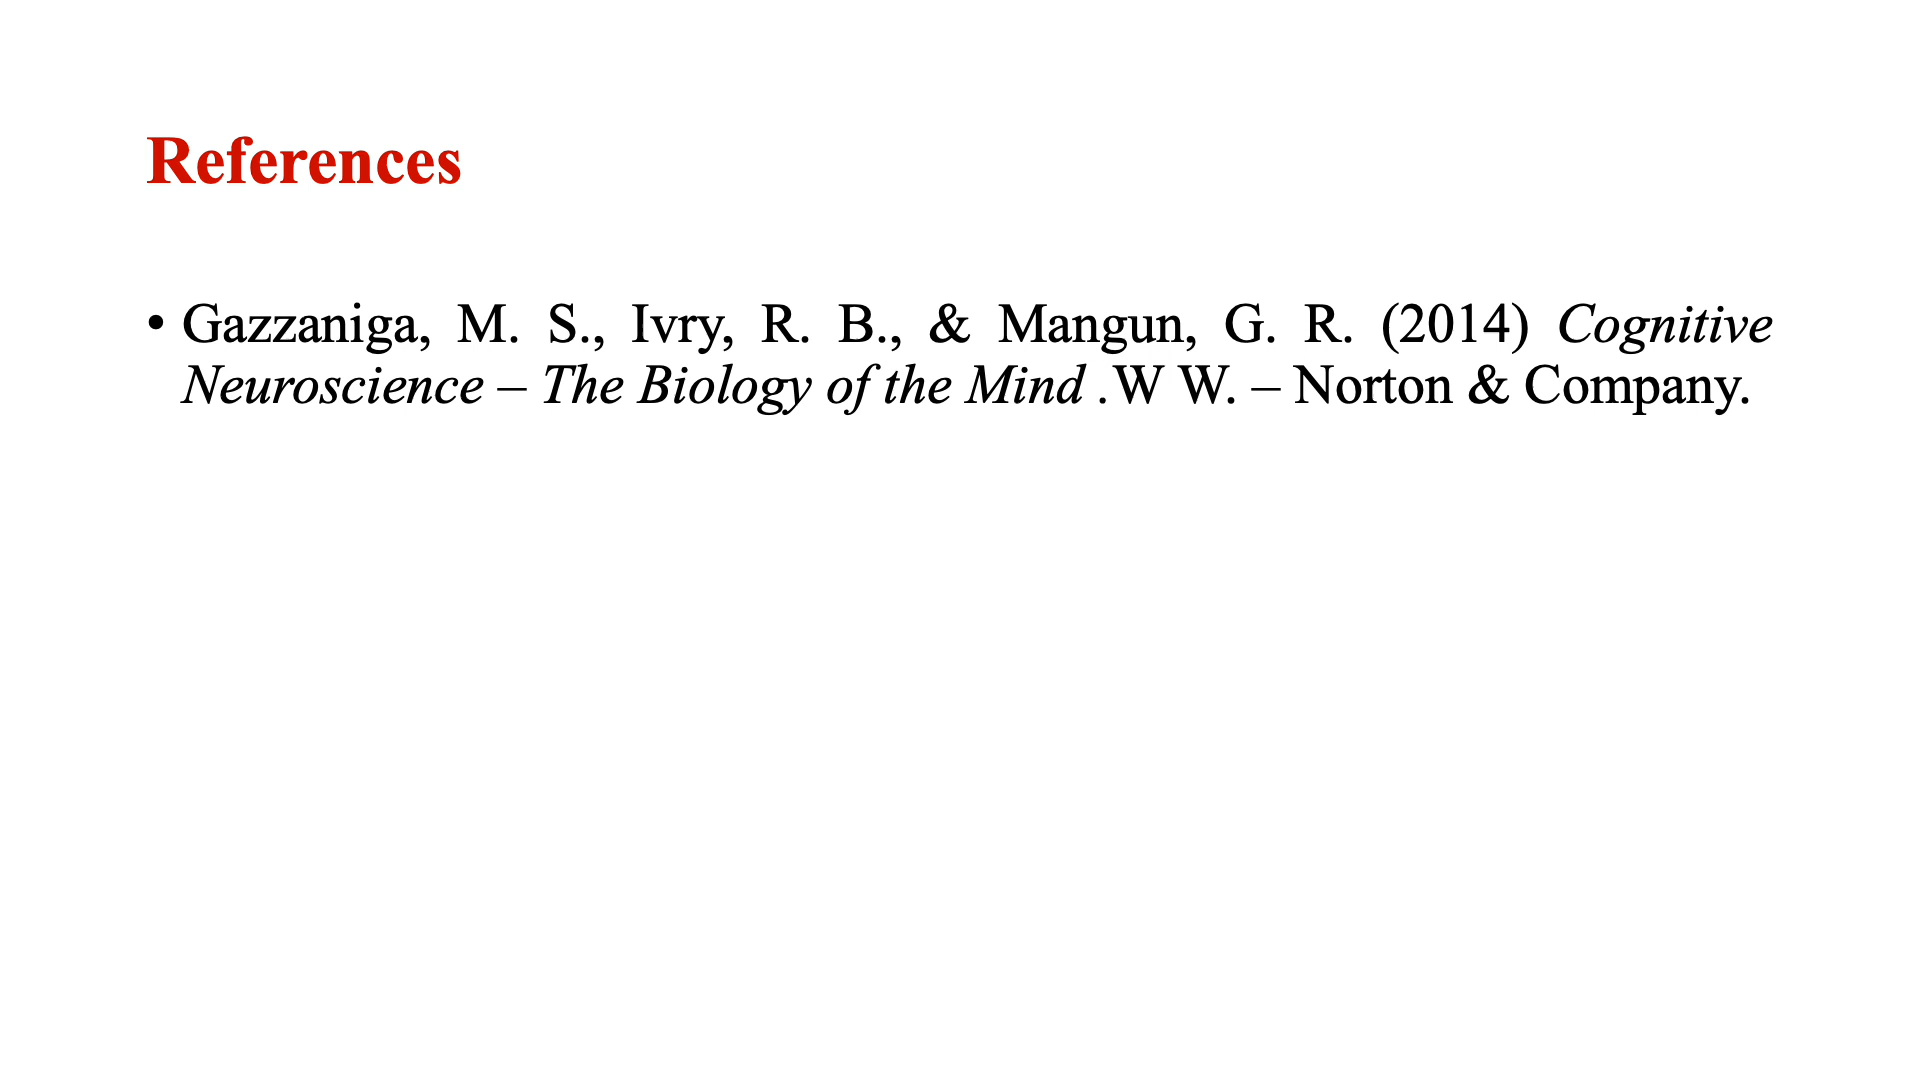 References
• Gazzaniga, M. S., Ivry, R. B., & Mangun, G. R. (2014) Cognitive
Neuroscience – The Biology of the Mind .W W. – Norton & Company.